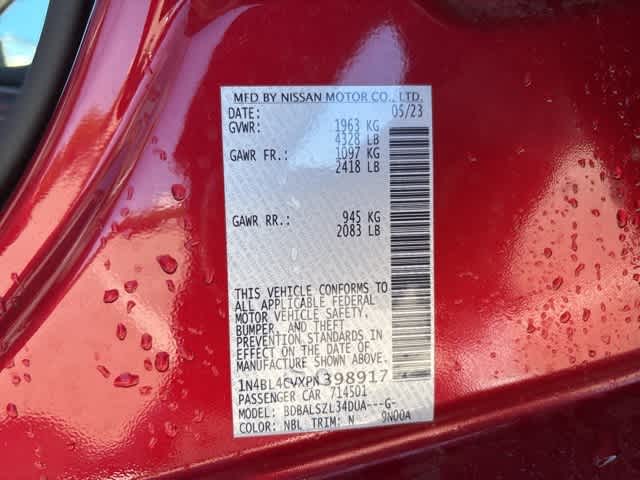 MFD BY NISSAN MOTOR CO., LTD.
DATE: 05/23
GVWR: 1963 KG
4328 LB
GAWR FR.: 1097 KG
2418 LB
GAWR RR.: 945 KG
2083 LB
THIS VEHICLE CONFORMS TO
ALL APPLICABLE FEDERAL
MOTOR VEHICLE SAFETY,
BUMPER, AND THEFT
PREVENTION STANDARDS IN
EFFECT ON THE DATE OF
MANUFACTURE SHOWN ABOVE.
1N4BL4CVXPN398917
PASSENGER CAR 714501
MODEL: BDBALSZL34DUA---G-
COLOR: NBL TRIM: N 9N00A